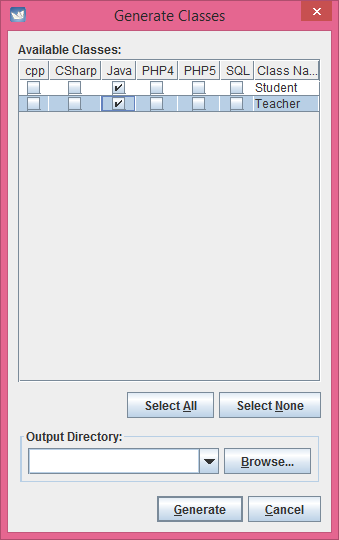 Generate Classes
Available Classes:
cpp CSharp Java PHP4 PHP5 SQL Class Na...
Student
Teacher
Select All Select None
Output Directory:
Browse...
Generate Cancel